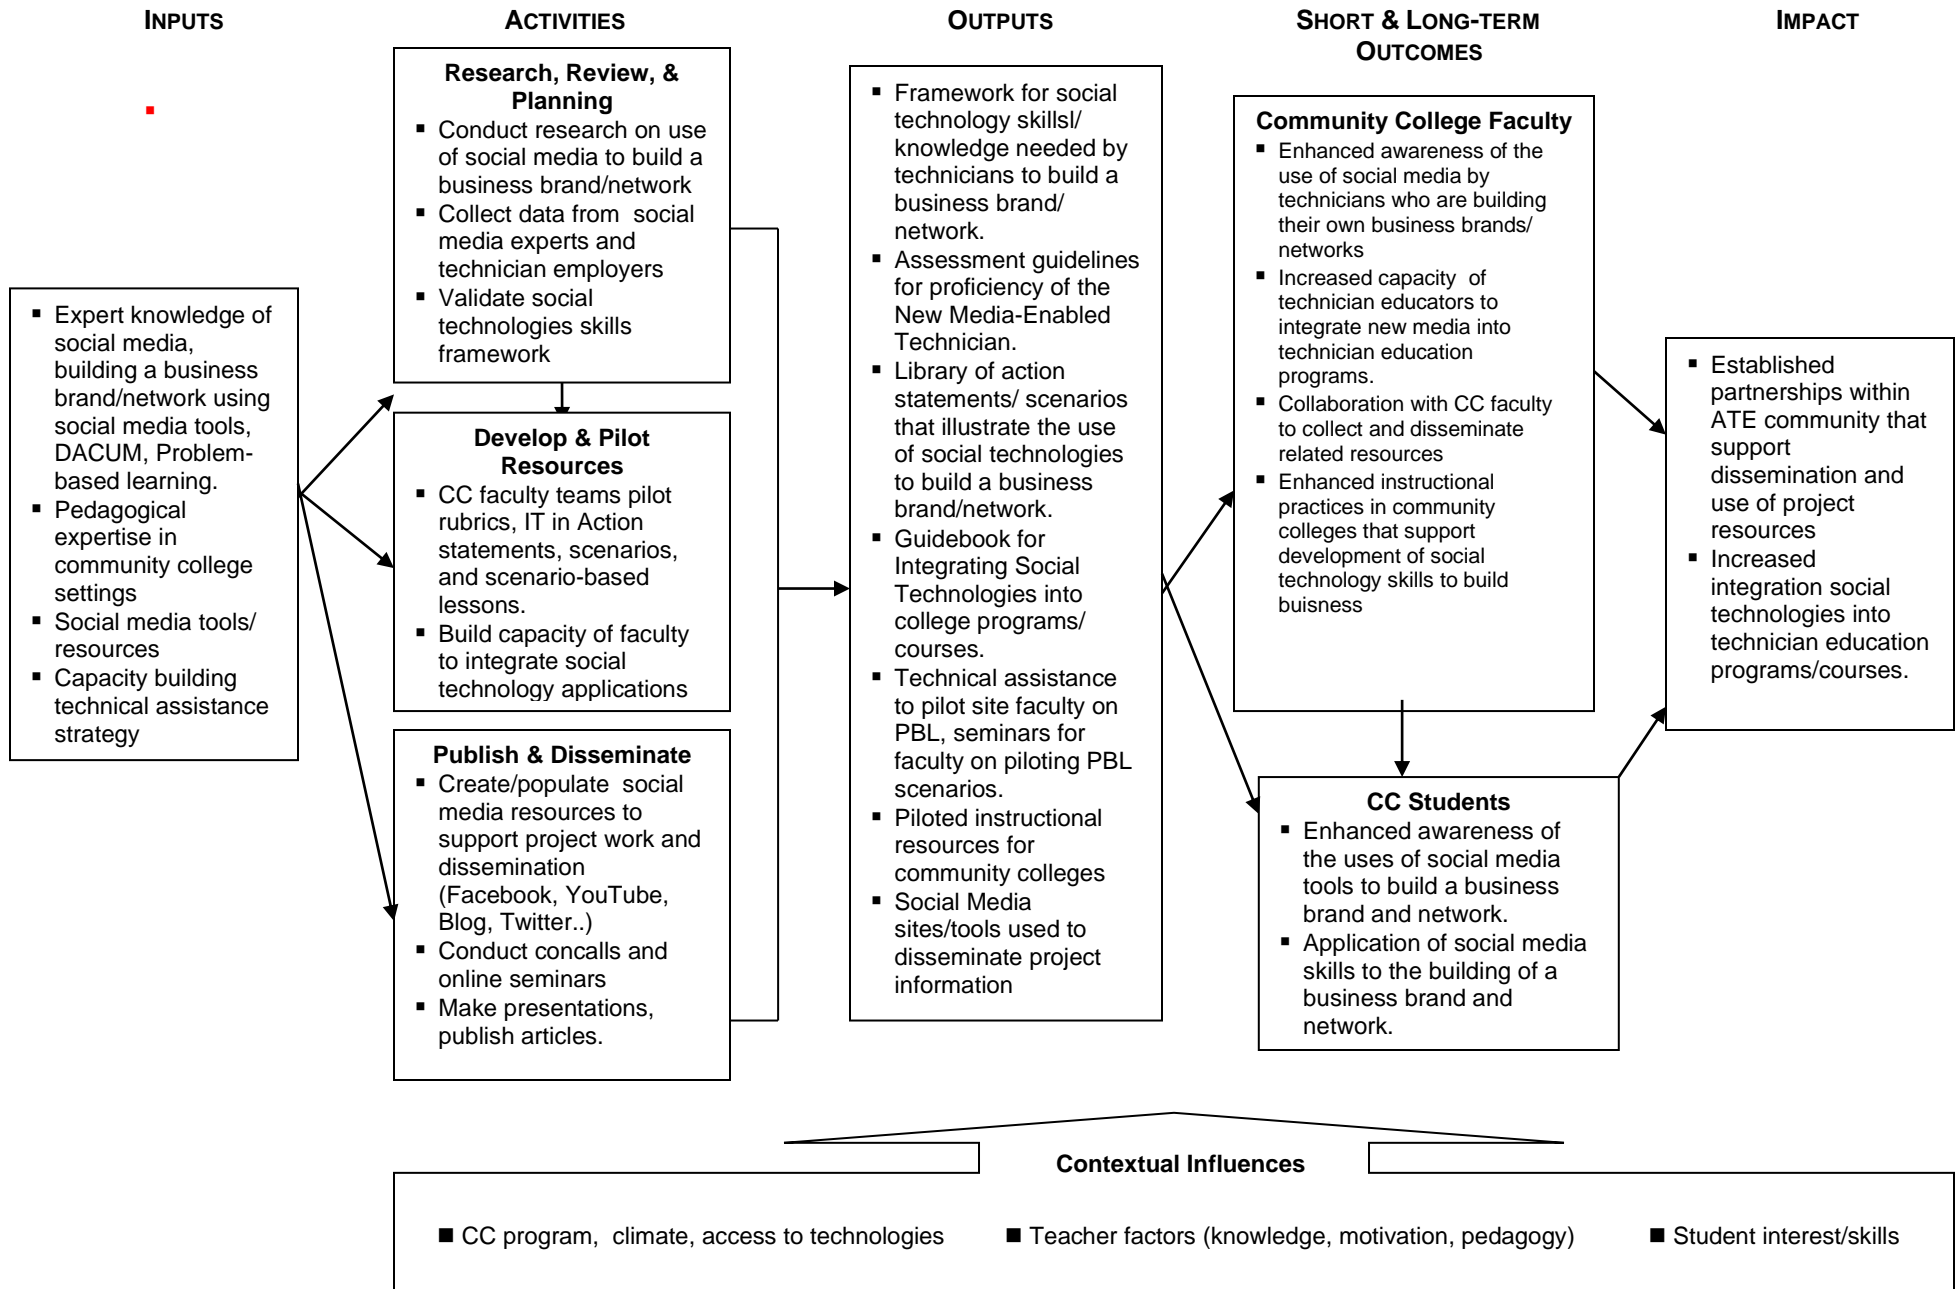 INPUTS
ACTIVITIES
OUTPUTS
SHORT & LONG-TERM
OUTCOMES
IMPACT
▪ Expert knowledge of
social media,
building a business
brand/network using
social media tools,
DACUM, Problem-
based learning.
▪ Pedagogical
expertise in
community college
settings
▪ Social media tools/
resources
▪ Capacity building
technical assistance
strategy
Research, Review, &
Planning
▪ Conduct research on use
of social media to build a
business brand/network
▪ Collect data from social
media experts and
technician employers
▪ Validate social
technologies skills
framework
Develop & Pilot
Resources
▪ CC faculty teams pilot
rubrics, IT in Action
statements, scenarios,
and scenario-based
lessons.
▪ Build capacity of faculty
to integrate social
technology applications
Publish & Disseminate
▪ Create/populate social
media resources to
support project work and
dissemination
(Facebook, YouTube,
Blog, Twitter..)
▪ Conduct concalls and
online seminars
▪ Make presentations,
publish articles.
▪ Framework for social
technology skillsl/
knowledge needed by
technicians to build a
business brand/
network.
▪ Assessment guidelines
for proficiency of the
New Media-Enabled
Technician.
▪ Library of action
statements/ scenarios
that illustrate the use
of social technologies
to build a business
brand/network.
▪ Guidebook for
Integrating Social
Technologies into
college programs/
courses.
▪ Technical assistance
to pilot site faculty on
PBL, seminars for
faculty on piloting PBL
scenarios.
▪ Piloted instructional
resources for
community colleges
▪ Social Media
sites/tools used to
disseminate project
information
Community College Faculty
▪ Enhanced awareness of the
use of social media by
technicians who are building
their own business brands/
networks
▪ Increased capacity of
technician educators to
integrate new media into
technician education
programs.
▪ Collaboration with CC faculty
to collect and disseminate
related resources
▪ Enhanced instructional
practices in community
colleges that support
development of social
technology skills to build
buisness
CC Students
▪ Enhanced awareness of
the uses of social media
tools to build a business
brand and network.
▪ Application of social media
skills to the building of a
business brand and
network.
▪ Established
partnerships within
ATE community that
support
dissemination and
use of project
resources
▪ Increased
integration social
technologies into
technician education
programs/courses.
Contextual Influences
■ CC program, climate, access to technologies ■ Teacher factors (knowledge, motivation, pedagogy) ■ Student interest/skills